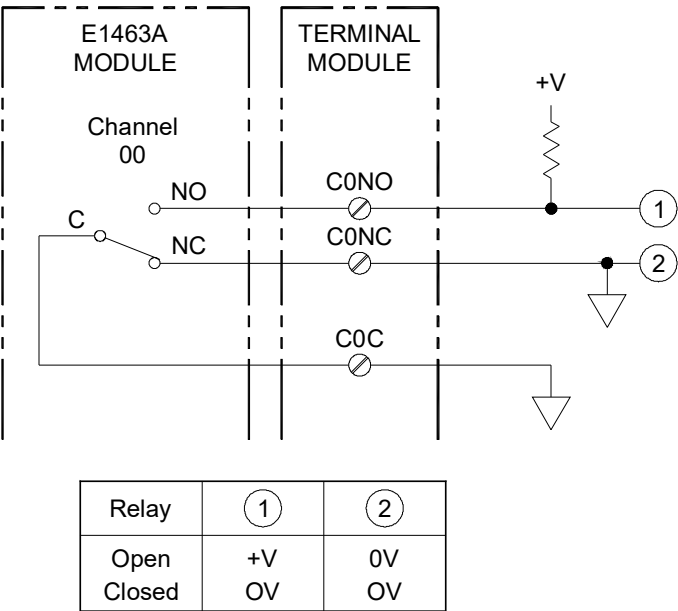 E1463A TERMINAL
MODULE MODULE
+V
Channel
00
NO C0NO
1
C NC C0NC
2
C0C
Relay 1 2
Open +V 0V
Closed OV OV